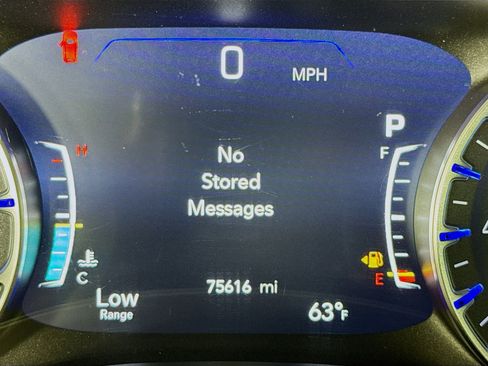 0 MPH
P
H
F
No
Stored
Messages
C
E
Low
Range
75616 mi
63°F